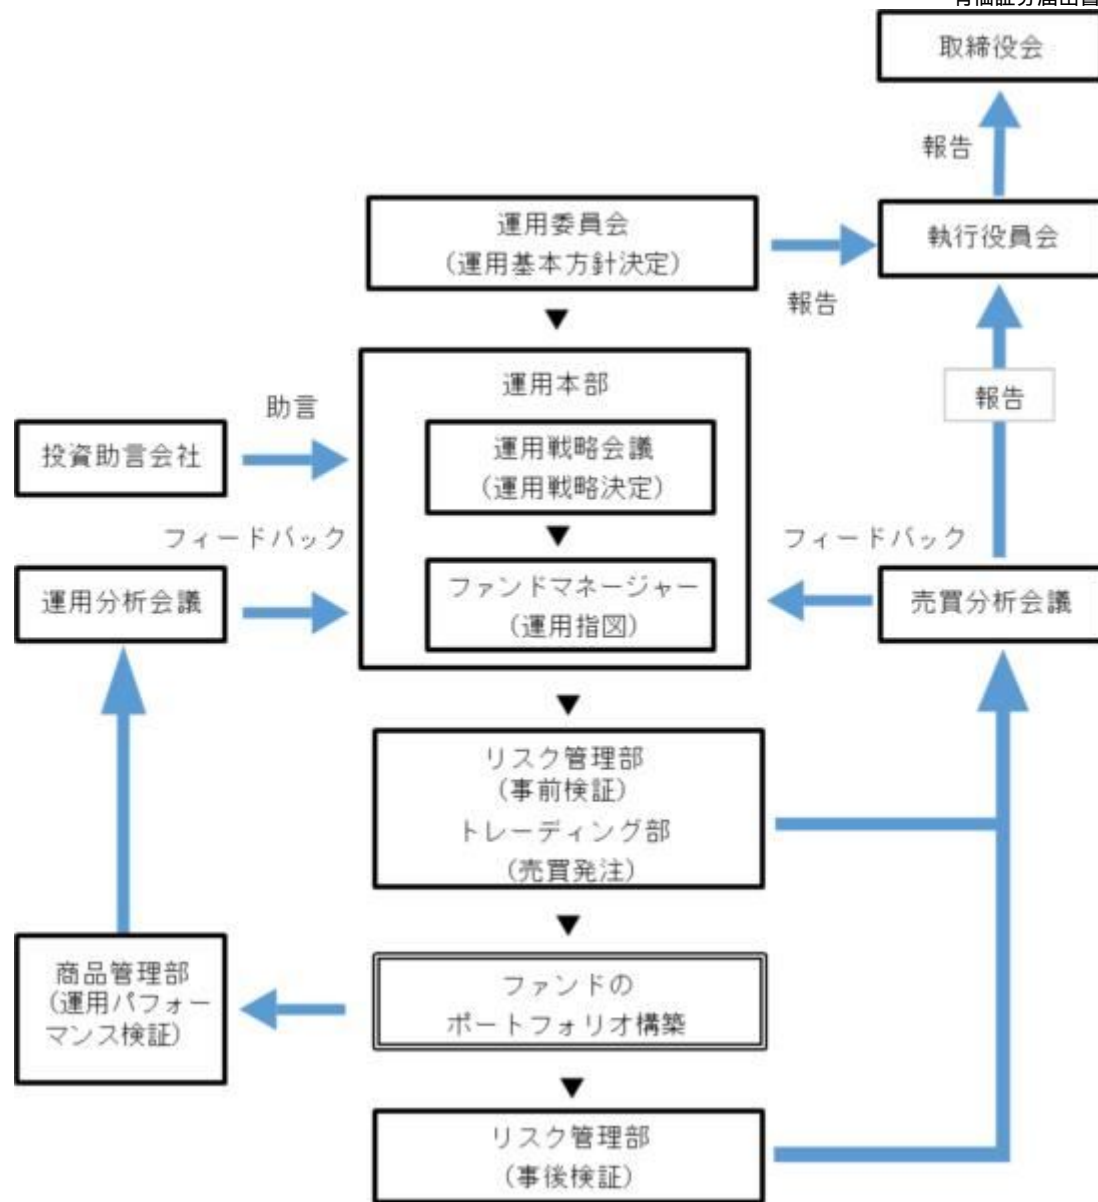 取締役会
報告
運用委員会
(運用基本方針決定)
執行役員会
報告
運用本部
報告
助言
投資助言会社
運用戦略会議
(運用戦略決定)
フィードバック
フィードバック
運用分析会議
ファンドマネージャー
(運用指図)
売買分析会議
リスク管理部
(事前検証)
トレーディング部
(売買発注)
商品管理部
(運用パフォー
マンス検証)
ファンドの
ポートフォリオ構築
リスク管理部
(事後検証)